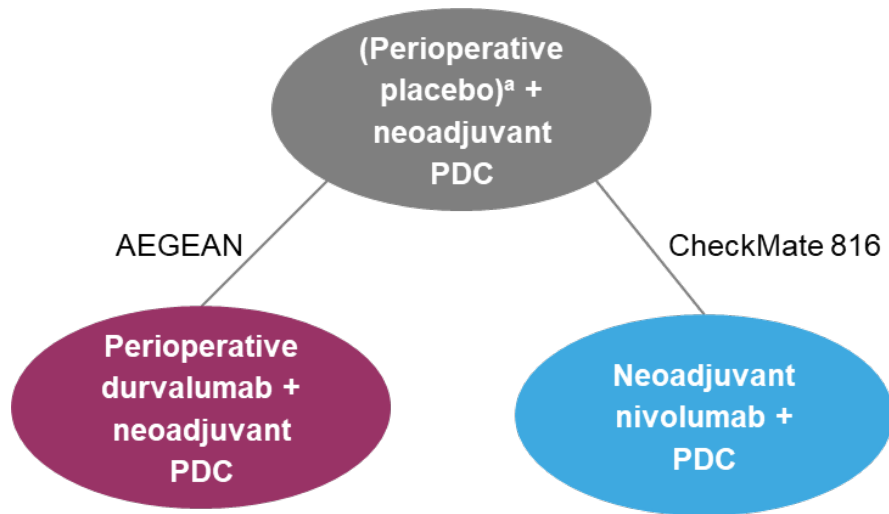 (Perioperative
placebo)ᵃ +
neoadjuvant
PDC
AEGEAN
CheckMate 816
Perioperative
durvalumab +
neoadjuvant
PDC
Neoadjuvant
nivolumab +
PDC